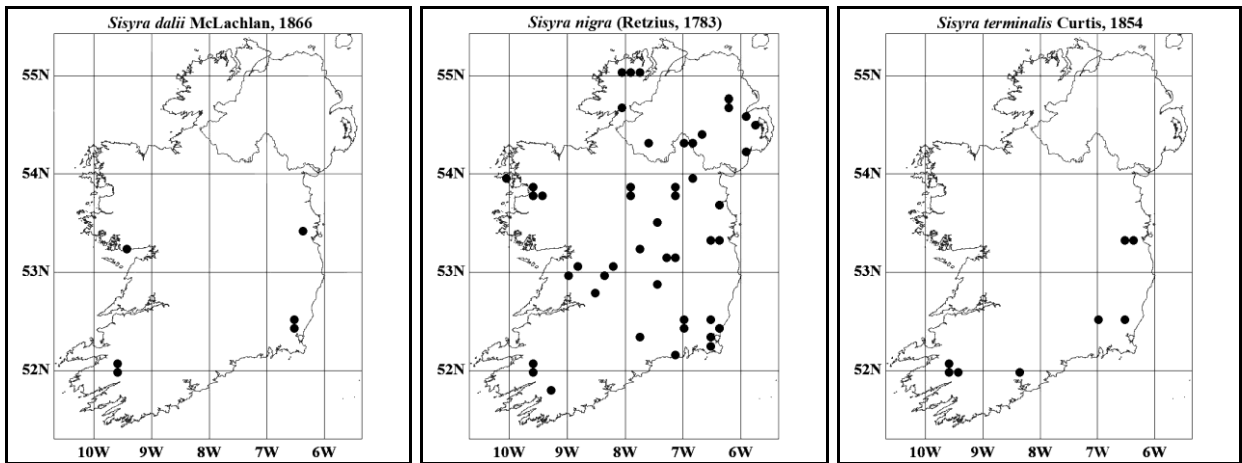 Sisyra dalii McLachlan, 1866
55N
54N
53N
52N
10W 9W 8W 7W 6W
Sisyra nigra (Retzius, 1783)
55N
54N
53N
52N
10W 9W 8W 7W 6W
Sisyra terminalis Curtis, 1854
55N
54N
53N
52N
10W 9W 8W 7W 6W